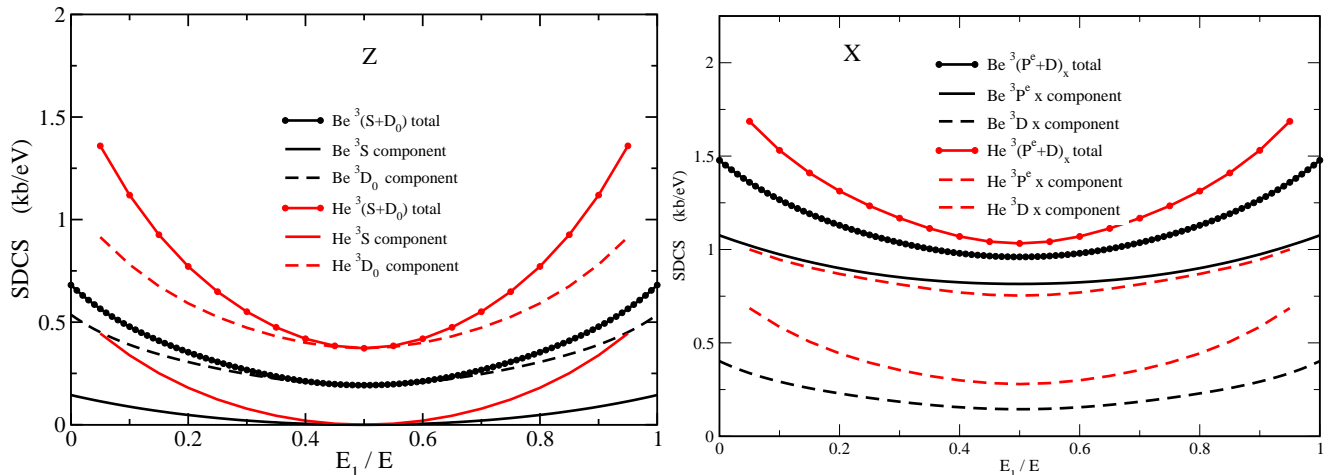 2
1.5
1
0.5
0
SDCS (kb/eV)
Z
Be ³(S+D₀) total
Be ³S component
Be ³D₀ component
He ³(S+D₀) total
He ³S component
He ³D₀ component
0 0.2 0.4 0.6 0.8 1
E₁ / E
2
1.5
1
0.5
0
SDCS (kb/eV)
X
Be ³(Pᵉ+D)ₓ total
Be ³Pᵉ x component
Be ³D x component
He ³(Pᵉ+D)ₓ total
He ³Pᵉ x component
He ³D x component
0 0.2 0.4 0.6 0.8 1
E₁ / E